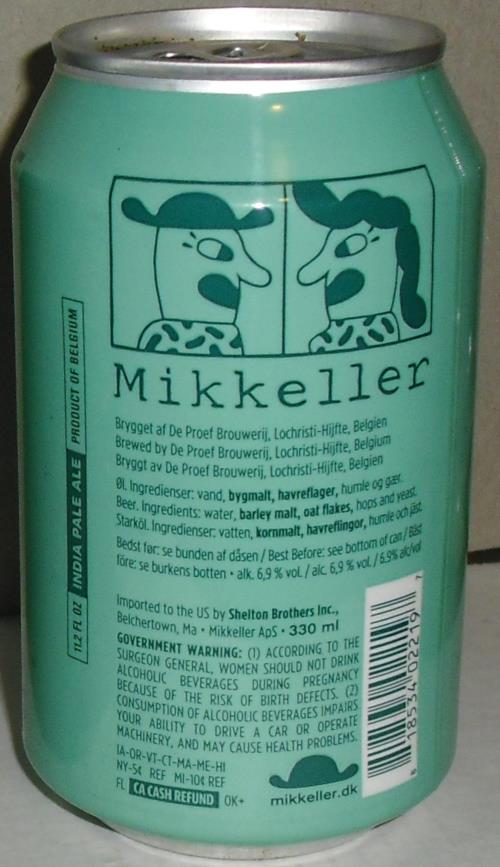 Mikkeller
Brygget af De Proef Brouwerij, Lochristi-Hijfte, Belgien
Brewed by De Proef Brouwerij, Lochristi-Hijfte, Belgium
Bryggt av De Proef Brouwerij, Lochristi-Hijfte, Belgien
Øl. Ingredienser: vand, bygmalt, havreflager, humle og gær.
Beer. Ingredients: water, barley malt, oat flakes, hops and yeast.
Starköl. Ingredienser: vatten, kornmalt, havreflingor, humle och jäst.
Bedst før: se bunden af dåsen / Best Before: see bottom of can / Bäst
före: se burkens botten • alk. 6,9 % vol. / alc. 6,9 % vol. / 6.9% alc/vol
Imported to the US by Shelton Brothers Inc.,
Belchertown, Ma • Mikkeller ApS • 330 ml
GOVERNMENT WARNING: (1) ACCORDING TO THE
SURGEON GENERAL, WOMEN SHOULD NOT DRINK
ALCOHOLIC BEVERAGES DURING PREGNANCY
BECAUSE OF THE RISK OF BIRTH DEFECTS. (2)
CONSUMPTION OF ALCOHOLIC BEVERAGES IMPAIRS
YOUR ABILITY TO DRIVE A CAR OR OPERATE
MACHINERY, AND MAY CAUSE HEALTH PROBLEMS.
IA-OR-VT-CT-MA-ME-HI
NY-5¢ REF MI-10¢ REF
FL CA CASH REFUND OK+
mikkeller.dk
11.2 FL OZ INDIA PALE ALE PRODUCT OF BELGIUM
8 18534 02219 7